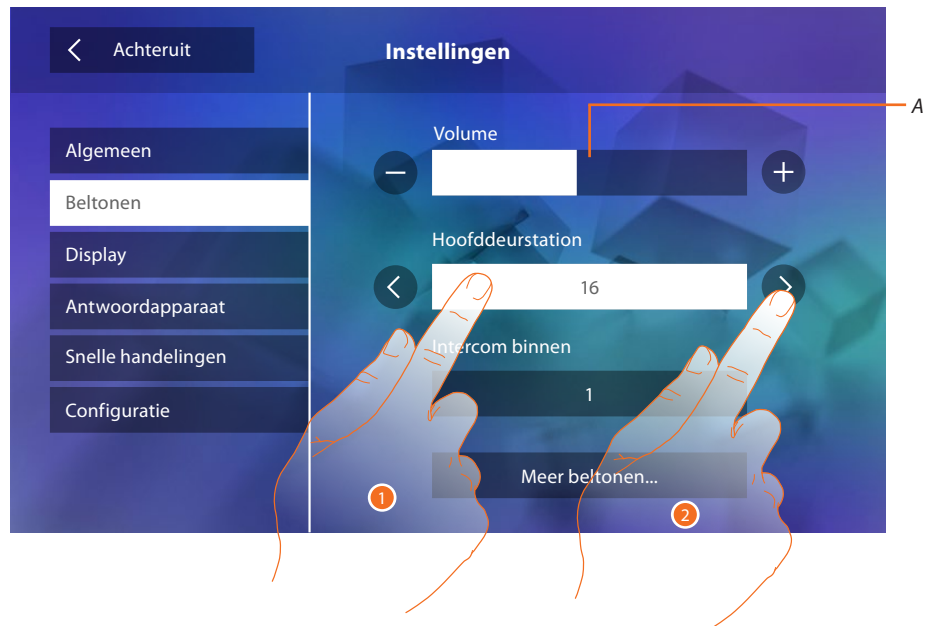 Achteruit
Instellingen
A
Algemeen
Beltonen
Display
Antwoordapparaat
Snelle handelingen
Configuratie
Volume
Hoofddeurstation
16
Intercom binnen
1
Meer beltonen...
1
2